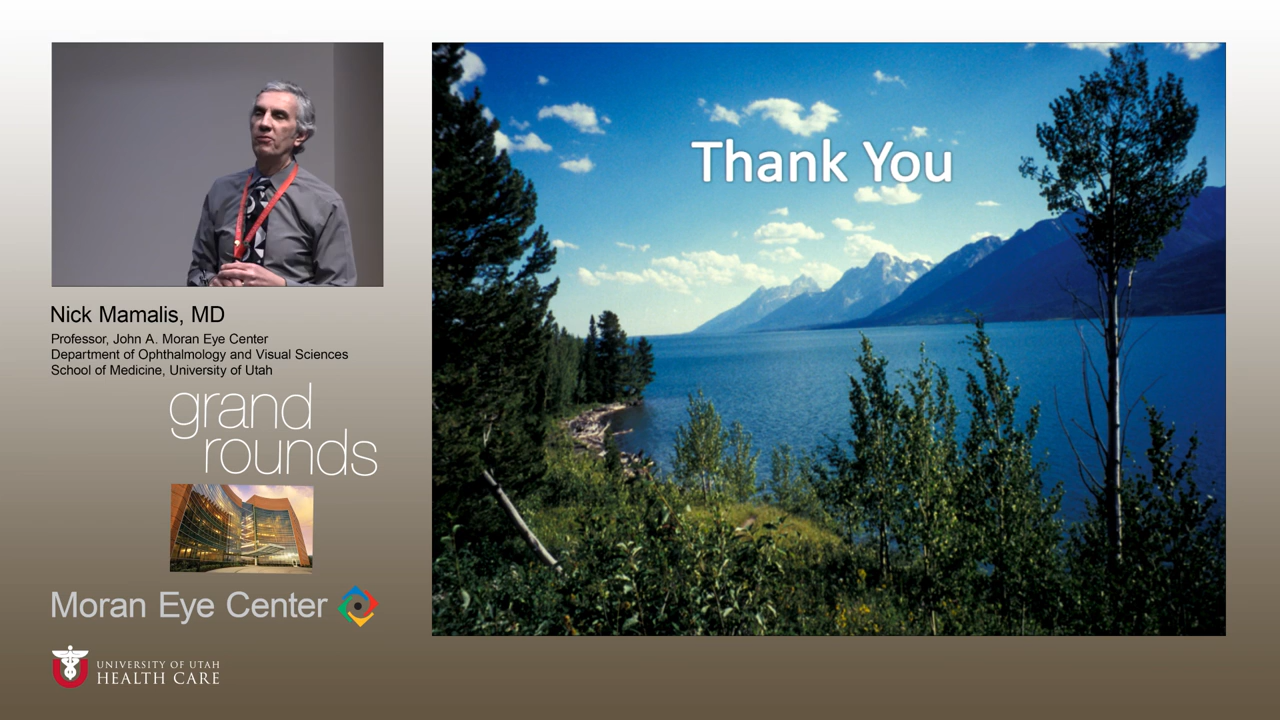 Thank You
Nick Mamalis, MD
Professor, John A. Moran Eye Center
Department of Ophthalmology and Visual Sciences
School of Medicine, University of Utah
grand
rounds
Moran Eye Center
UNIVERSITY OF UTAH
HEALTH CARE